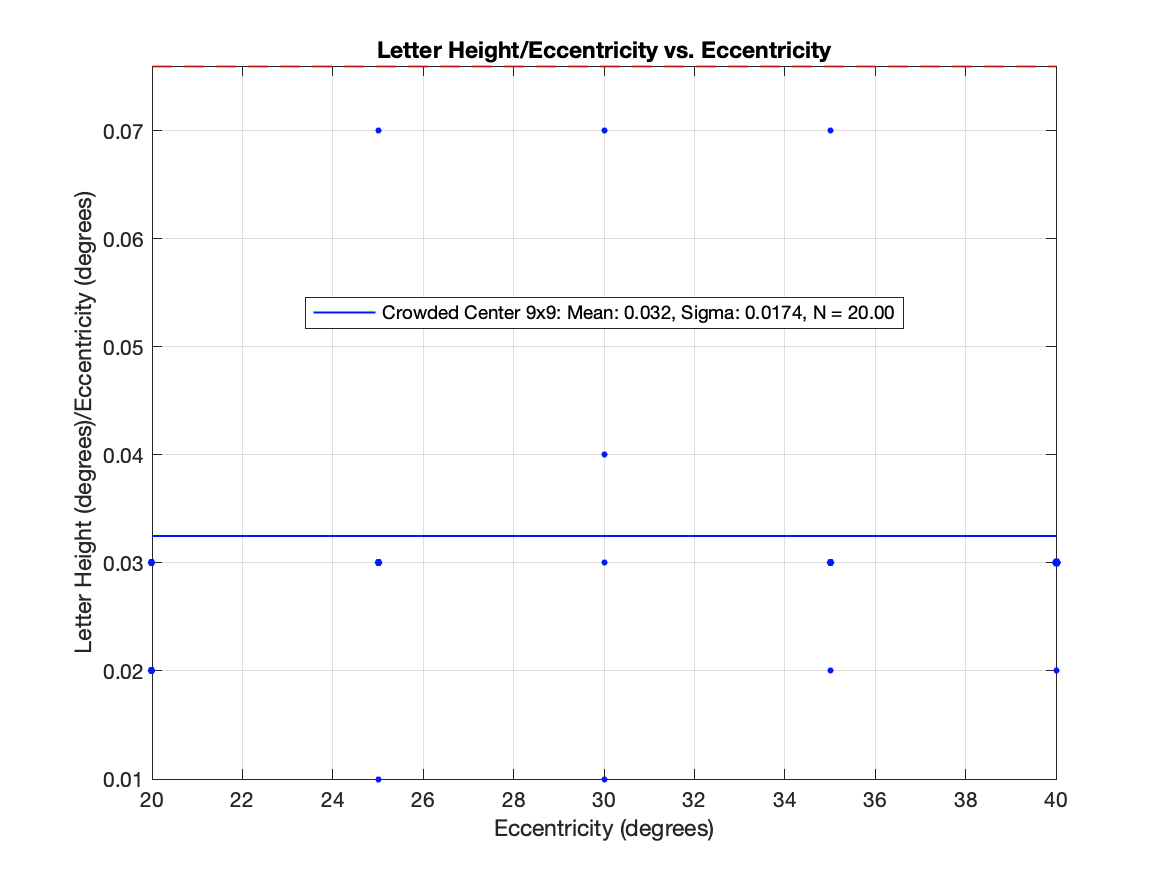 Letter Height/Eccentricity vs. Eccentricity
0.07
0.06
0.05
0.04
0.03
0.02
0.01
Letter Height (degrees)/Eccentricity (degrees)
Crowded Center 9x9: Mean: 0.032, Sigma: 0.0174, N = 20.00
20 22 24 26 28 30 32 34 36 38 40
Eccentricity (degrees)